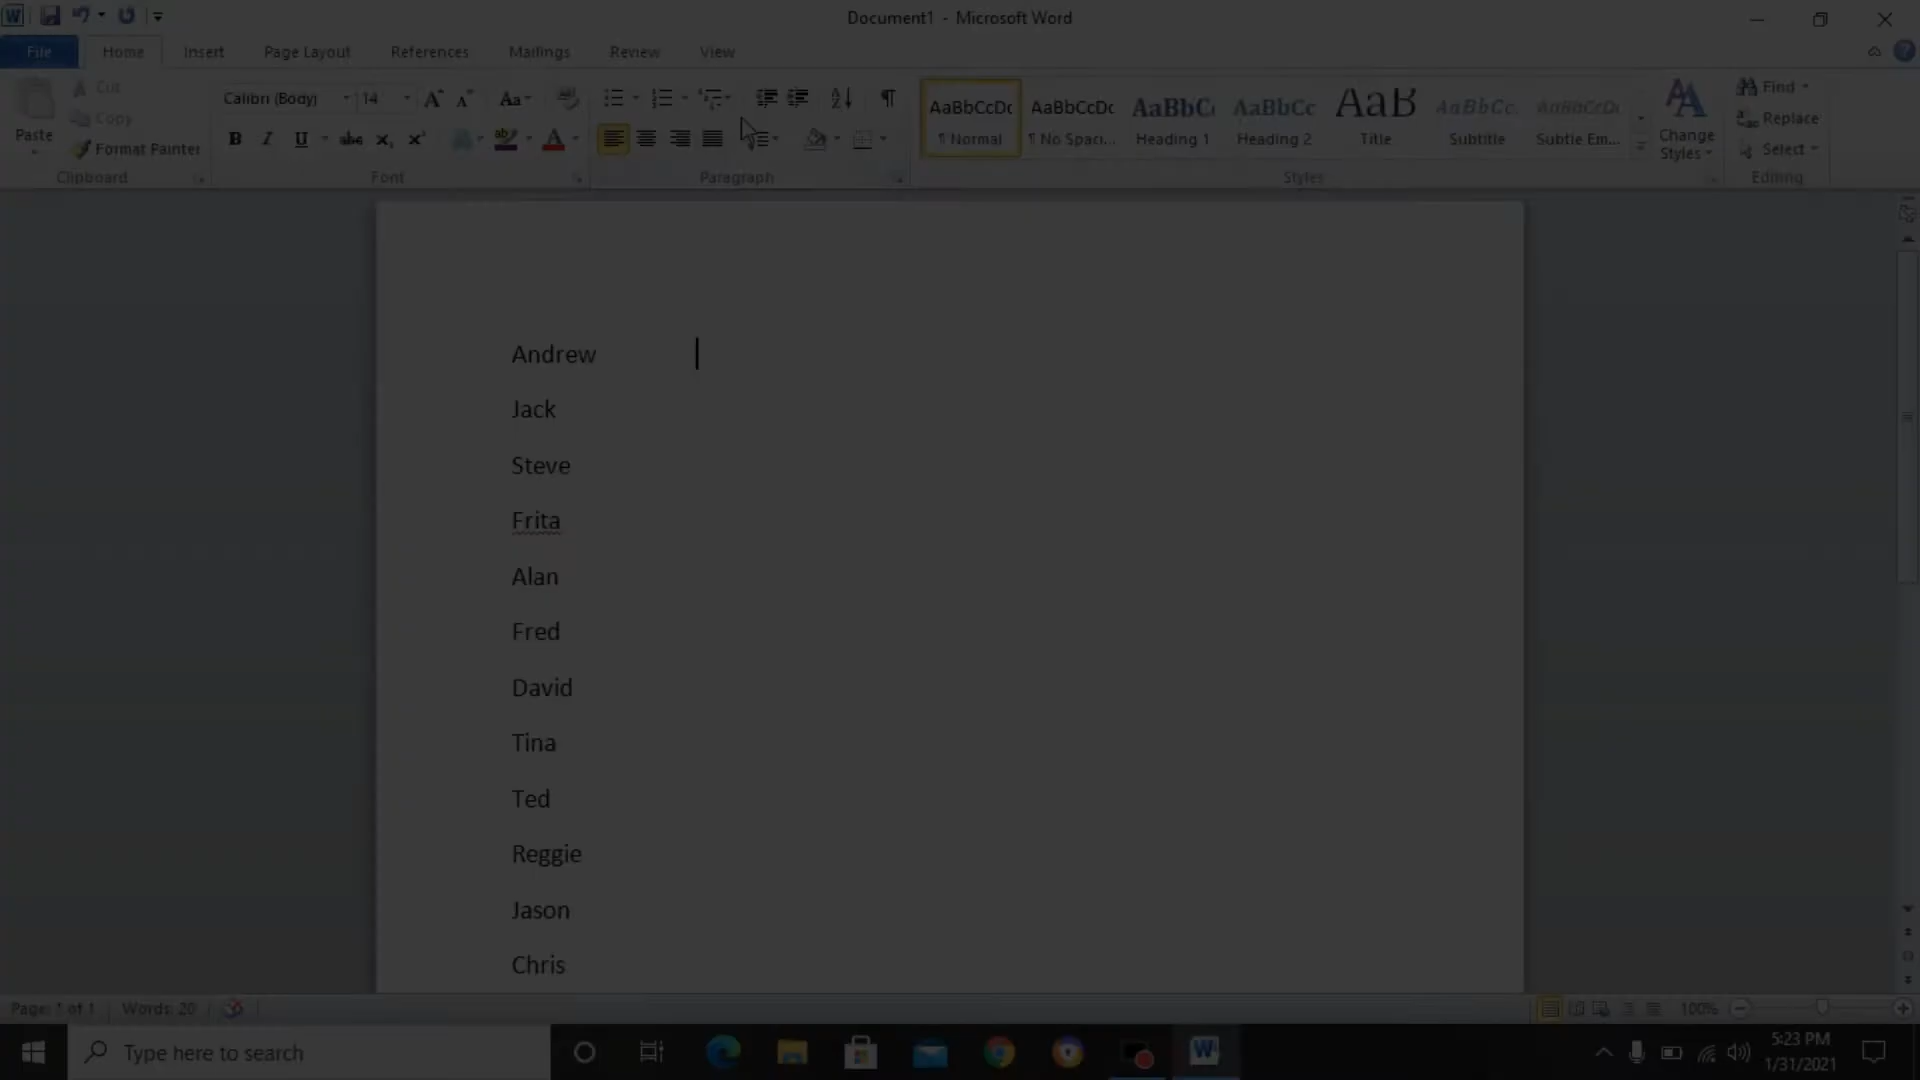 Document1 - Microsoft Word
File Home Insert Page Layout References Mailings Review View
Paste
Cut
Copy
Format Painter
Clipboard
Calibri (Body) 14
Font
Paragraph
AaBbCcDc AaBbCcDc AaBbC AaBbCc AaB AaBbCc. AaBbCcDi
¶ Normal ¶ No Spaci... Heading 1 Heading 2 Title Subtitle Subtle Em...
Styles
Change Styles
Find
Replace
Select
Editing
Andrew
Jack
Steve
Frita
Alan
Fred
David
Tina
Ted
Reggie
Jason
Chris
Page: 1 of 1 Words: 20 100%
Type here to search
5:23 PM
1/31/2021